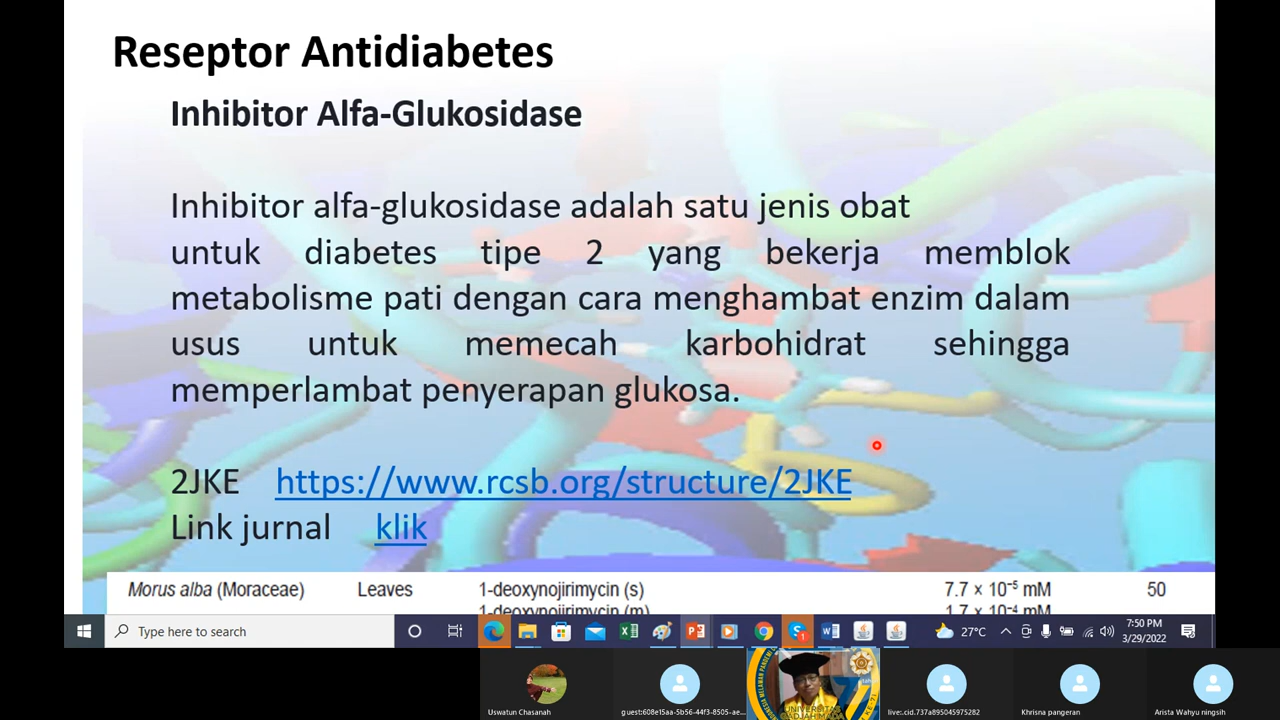 Reseptor Antidiabetes
Inhibitor Alfa-Glukosidase
Inhibitor alfa-glukosidase adalah satu jenis obat
untuk diabetes tipe 2 yang bekerja memblok
metabolisme pati dengan cara menghambat enzim dalam
usus untuk memecah karbohidrat sehingga
memperlambat penyerapan glukosa.
2JKE https://www.rcsb.org/structure/2JKE
Link jurnal klik
Morus alba (Moraceae) Leaves 1-deoxynojirimycin (s) 7.7 × 10⁻⁵ mM 50
1-deoxynojirimycin (m) 1.7 × 10⁻⁴ mM
Type here to search
27°C
7:50 PM
3/29/2022
Uswatun Chasanah
guest:608e15aa-5b56-44f3-8505-ae...
live:.cid.737a895045975282
Khrisna pangeran
Arista Wahyu ningsih